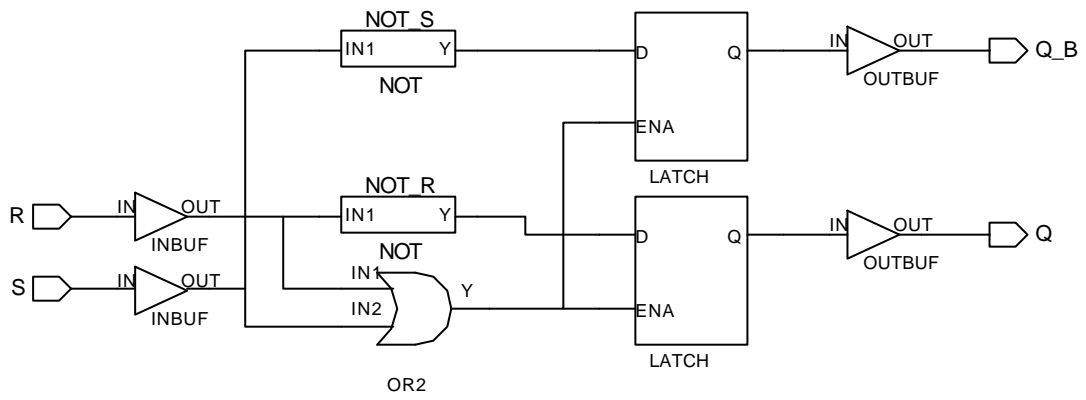 NOT_S
IN1 Y
NOT
D Q
ENA
LATCH
IN OUT
OUTBUF
Q_B
R
IN OUT
INBUF
NOT_R
IN1 Y
NOT
D Q
ENA
LATCH
IN OUT
OUTBUF
Q
S
IN OUT
INBUF
IN1
IN2
Y
OR2